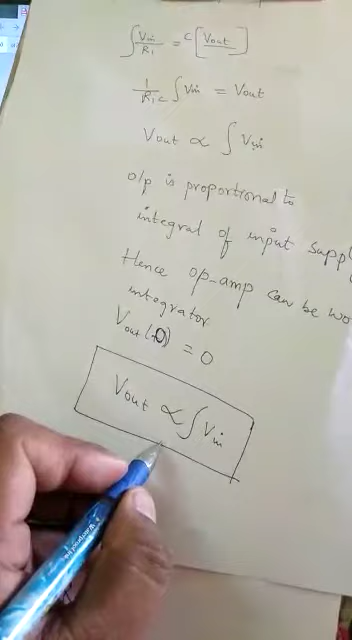 ∫ Vin/R1 = C [Vout]
1/R1C ∫ Vin = Vout
Vout ∝ ∫ Vin
o/p is proportional to
integral of input
Hence op-amp can be
integrator
Vout(0) = 0
Vout ∝ ∫ Vin